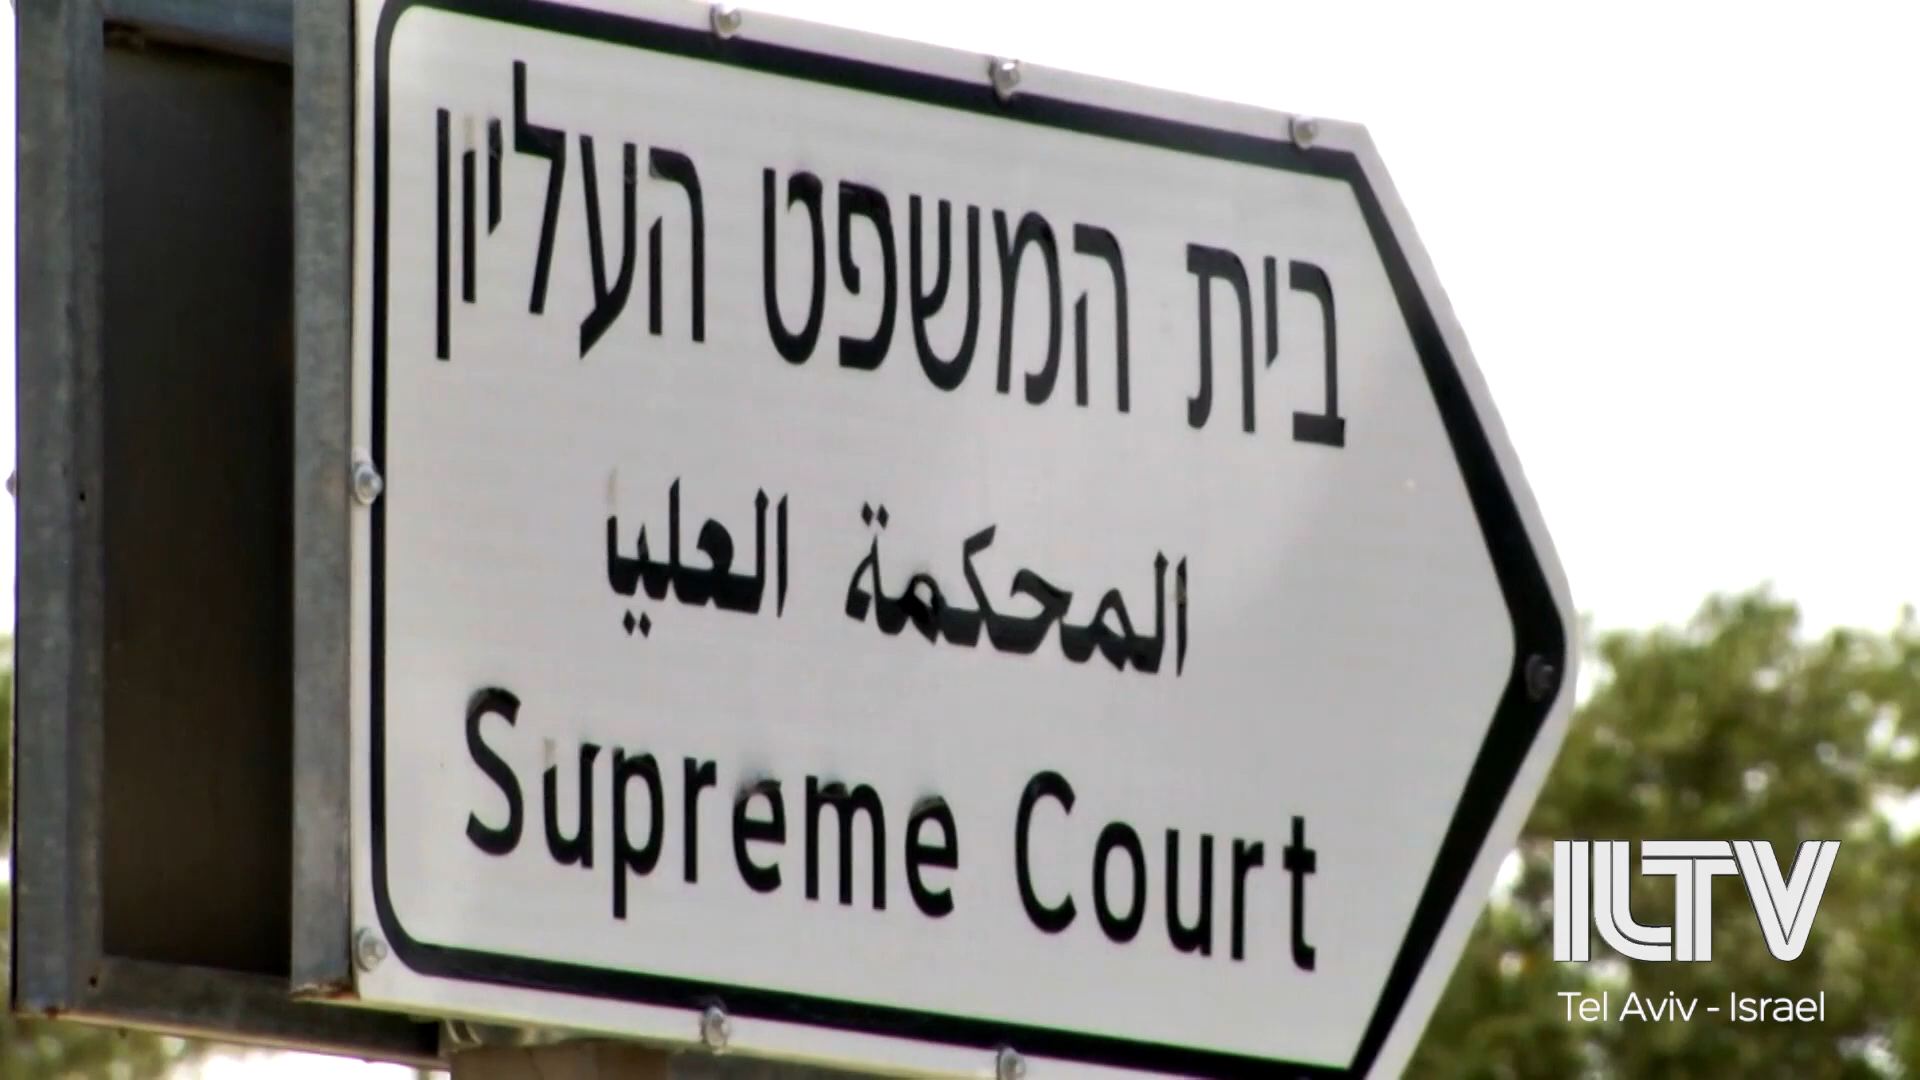 בית המשפט העליון
المحكمة العليا
Supreme Court
ILTV
Tel Aviv - Israel